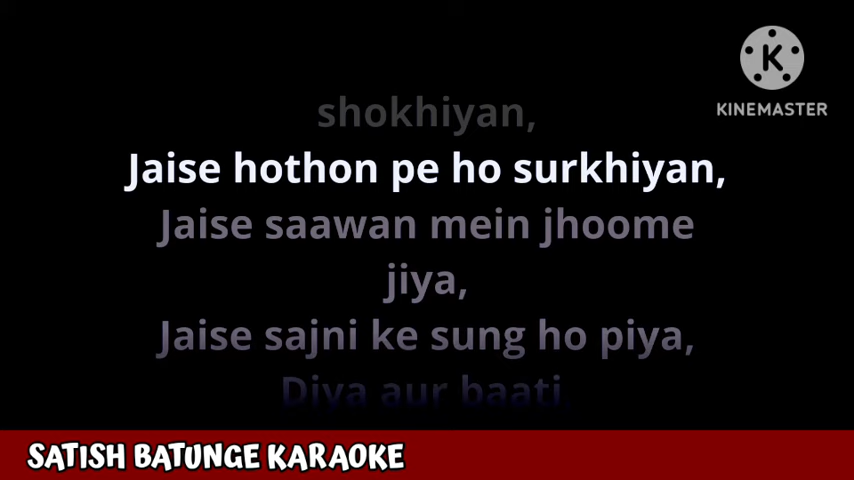 KINEMASTER
shokhiyan,
Jaise hothon pe ho surkhiyan,
Jaise saawan mein jhoome
jiya,
Jaise sajni ke sung ho piya,
Diya aur baati
SATISH BATUNGE KARAOKE